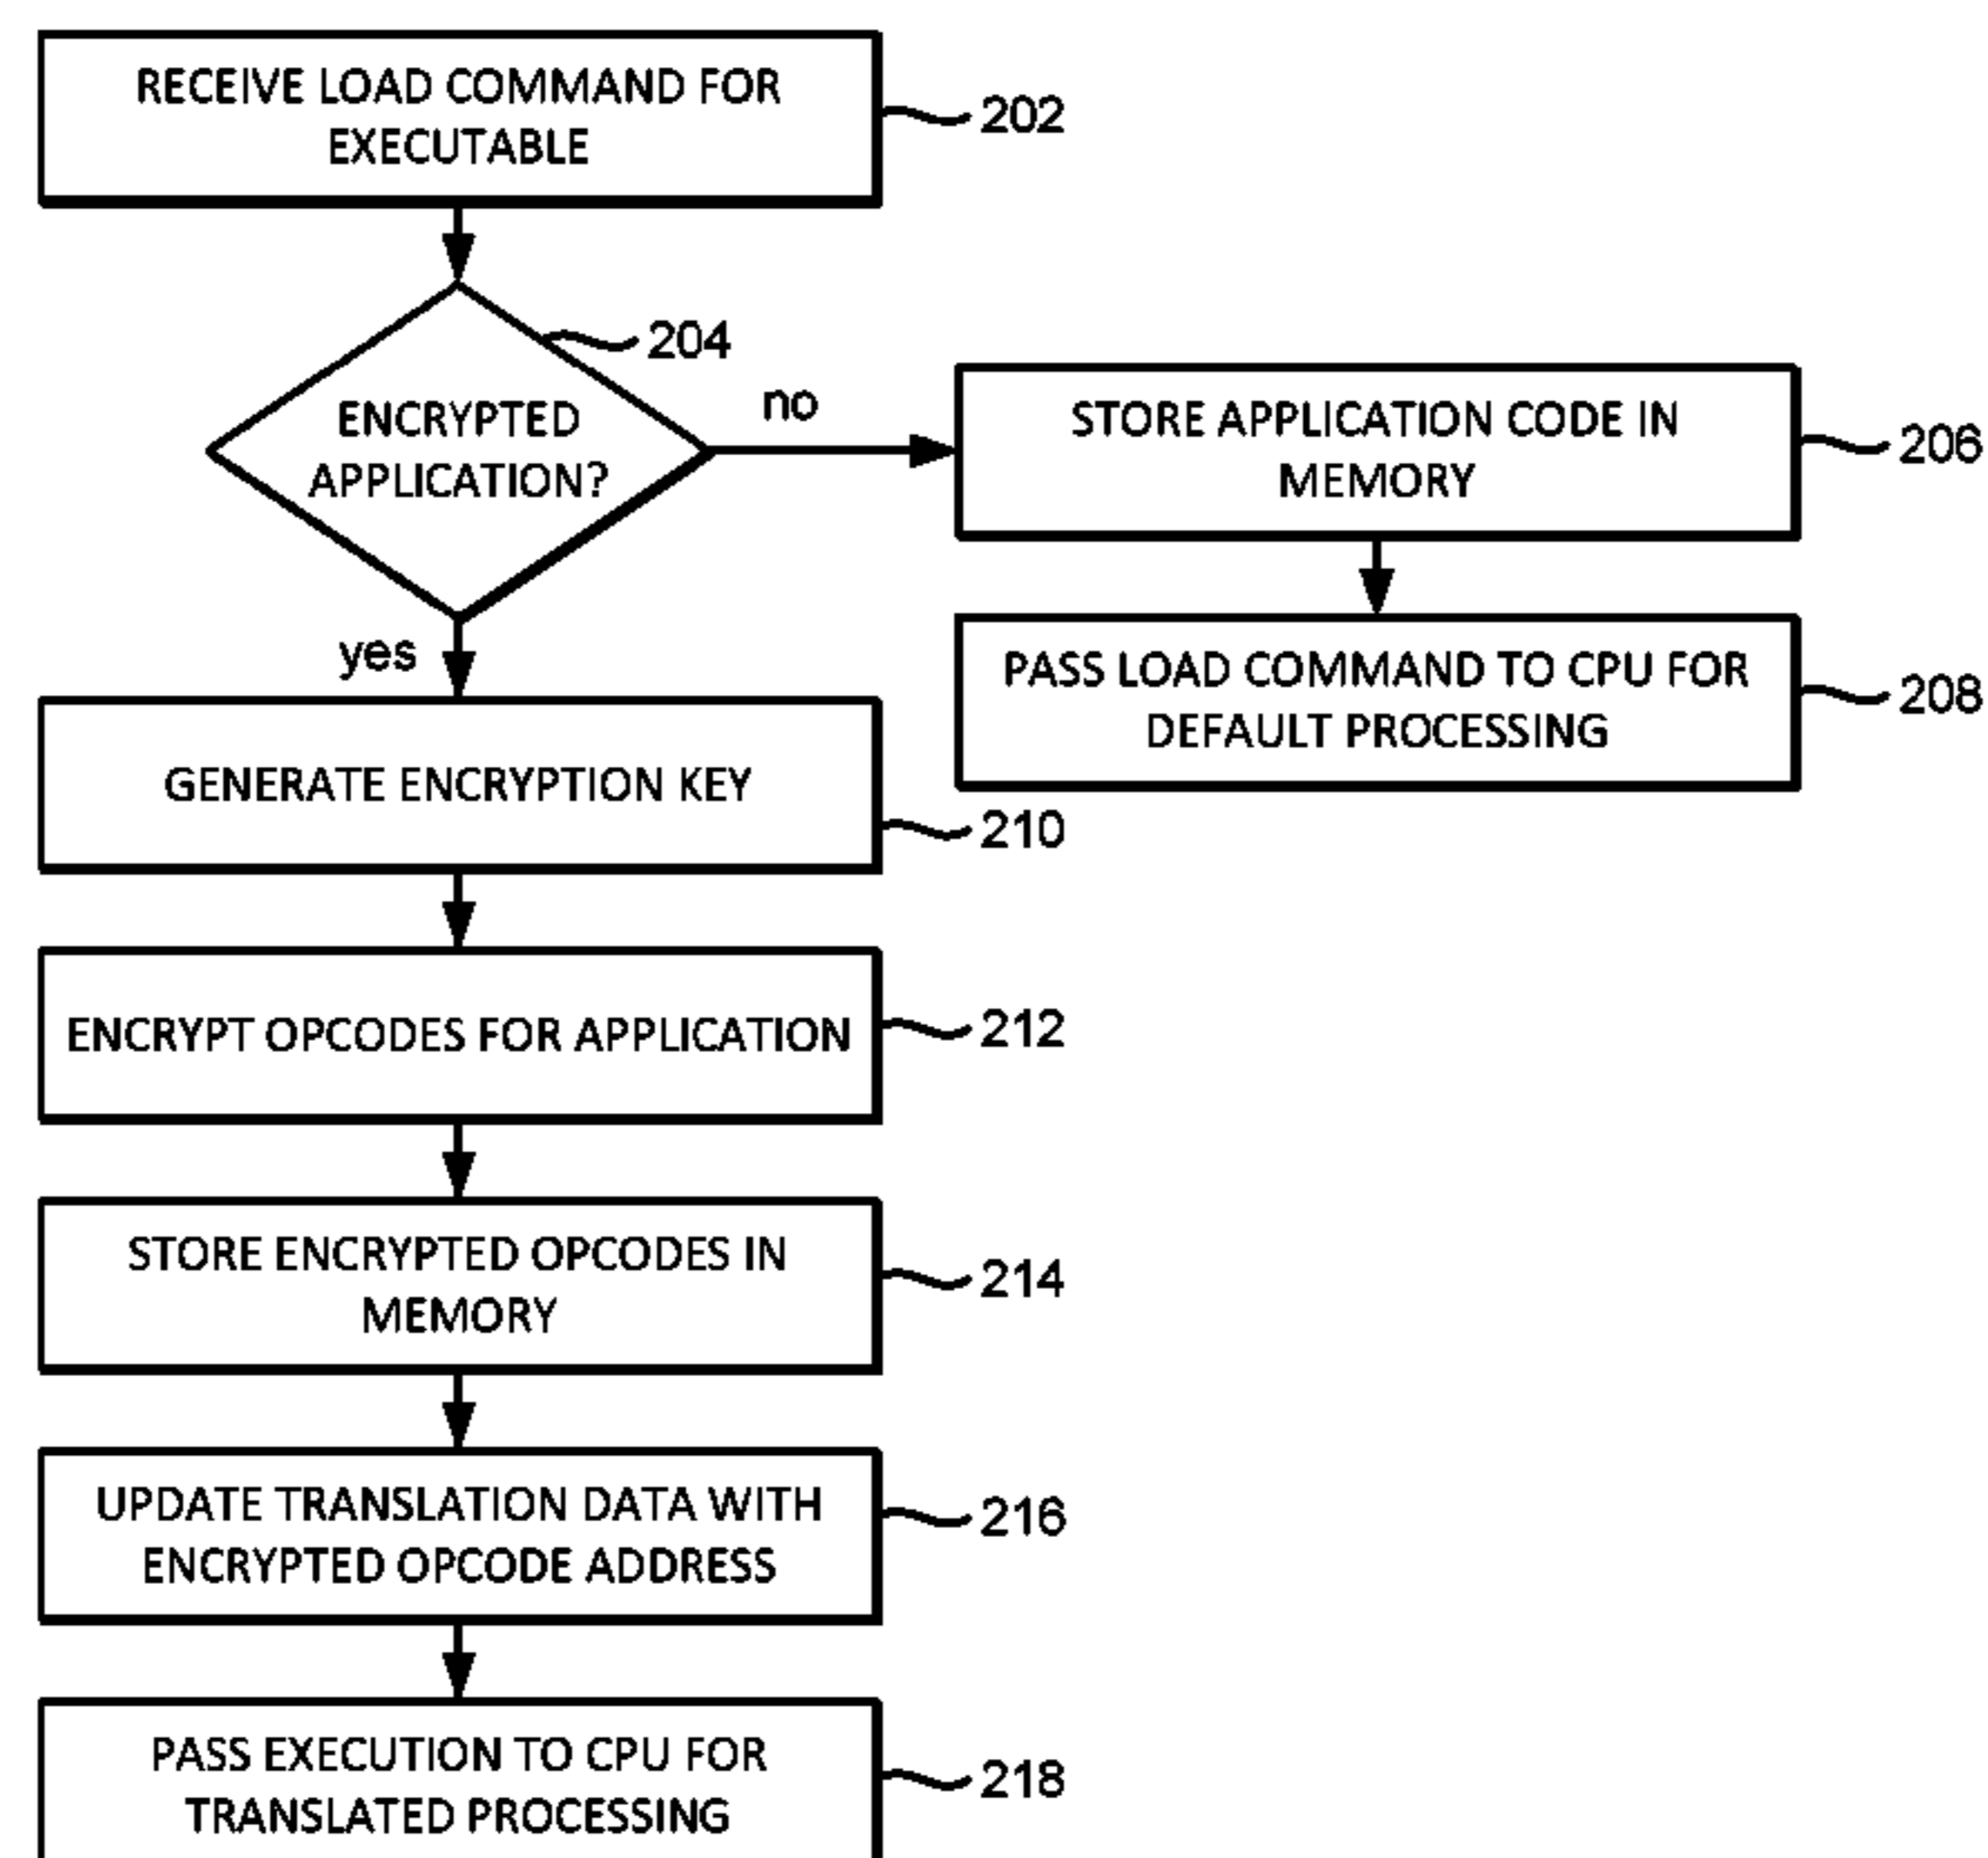 RECEIVE LOAD COMMAND FOR
EXECUTABLE
202
204
ENCRYPTED
APPLICATION?
no
STORE APPLICATION CODE IN
MEMORY
206
yes
PASS LOAD COMMAND TO CPU FOR
DEFAULT PROCESSING
208
GENERATE ENCRYPTION KEY
210
ENCRYPT OPCODES FOR APPLICATION
212
STORE ENCRYPTED OPCODES IN
MEMORY
214
UPDATE TRANSLATION DATA WITH
ENCRYPTED OPCODE ADDRESS
216
PASS EXECUTION TO CPU FOR
TRANSLATED PROCESSING
218